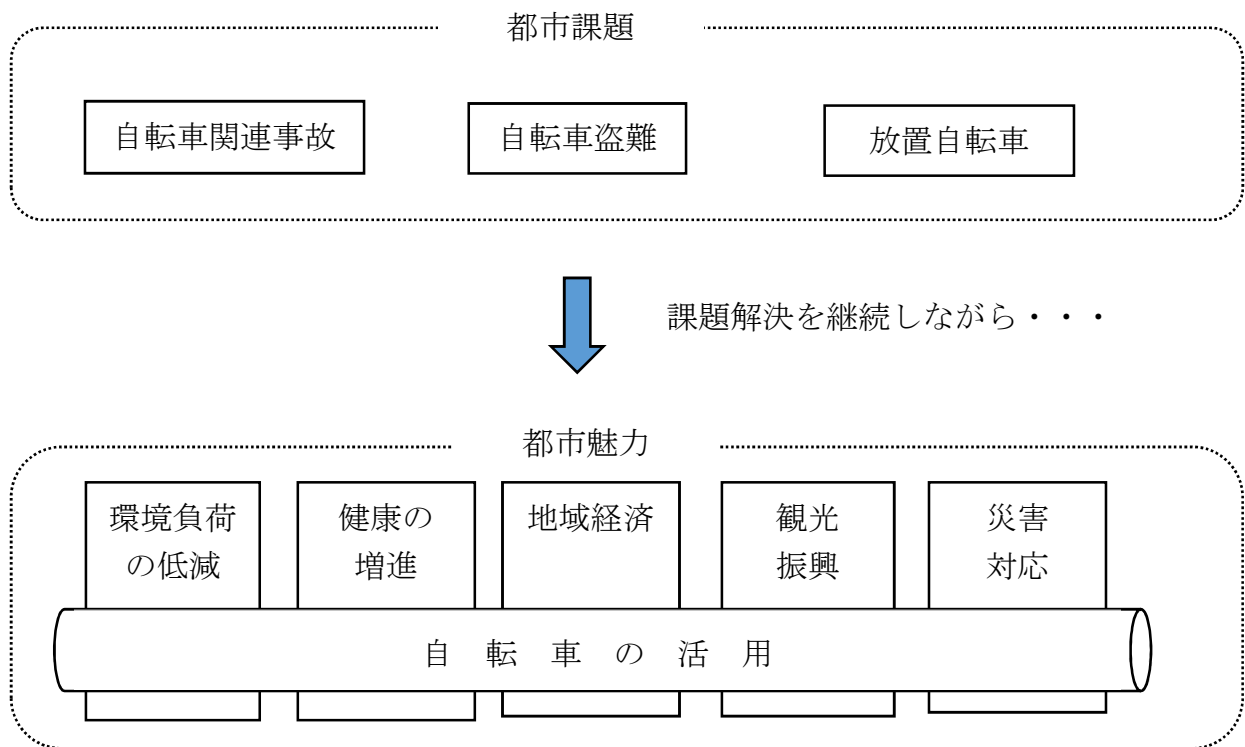 都市課題
自転車関連事故
自転車盗難
放置自転車
課題解決を継続しながら・・・
都市魅力
環境負荷
の低減
健康の
増進
地域経済
観光
振興
災害
対応
自転車の活用